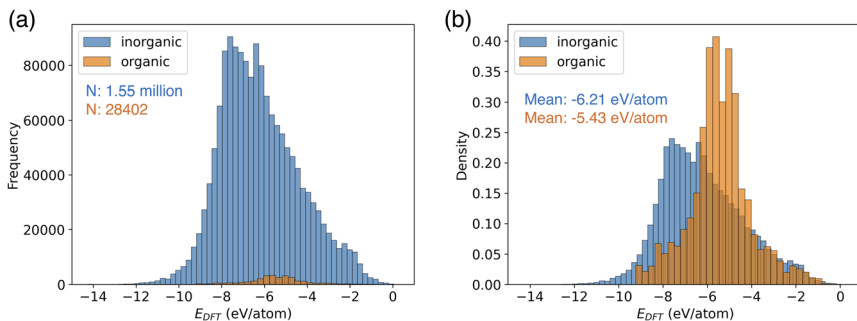 (a)
inorganic
organic
N: 1.55 million
N: 28402
Frequency
80000
60000
40000
20000
0
−14 −12 −10 −8 −6 −4 −2 0
E_DFT (eV/atom)
(b)
inorganic
organic
Mean: -6.21 eV/atom
Mean: -5.43 eV/atom
Density
0.40
0.35
0.30
0.25
0.20
0.15
0.10
0.05
0.00
−14 −12 −10 −8 −6 −4 −2 0
E_DFT (eV/atom)